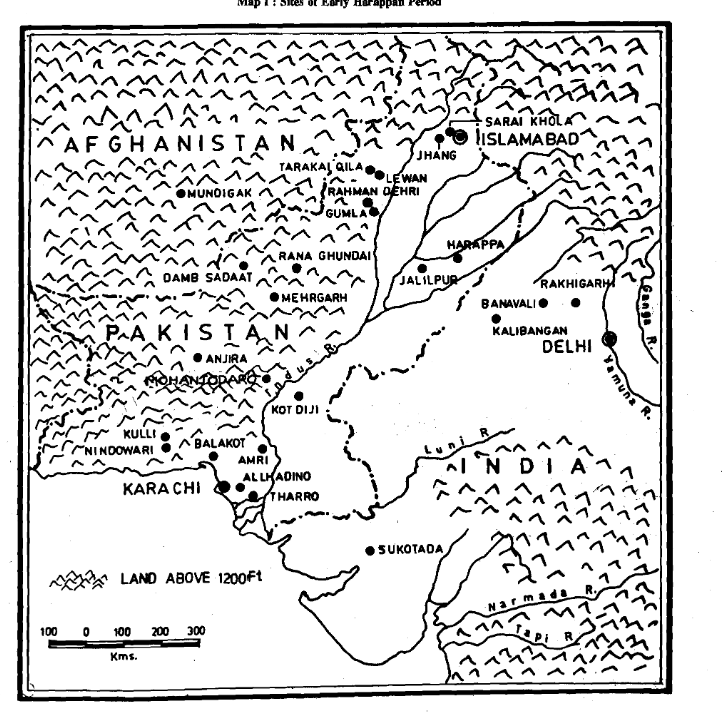 Map 1 : Sites of Early Harappan Period
SARAI KHOLA
AFGHANISTAN
ISLAMABAD
JHANG
TARAKAI QILA
LEWAN
MUNDIGAK
RAHMAN DEHRI
GUMLA
HARAPPA
RANA GHUNDAI
DAMB SADAAT
JALILPUR
RAKHIGARHI
MEHRGARH
BANAVALI
Ganga R.
KALIBANGAN
PAKISTAN
DELHI
ANJIRA
Indus R.
MOHANJODARO
Yamuna R.
KOT DIJI
KULLI
BALAKOT
Luni R
NINDOWARI
AMRI
INDIA
ALLHADINO
KARACHI
THARRO
SUKOTADA
LAND ABOVE 1200Ft
Narmada R.
100 0 100 200 300
Tapi R
Kms.